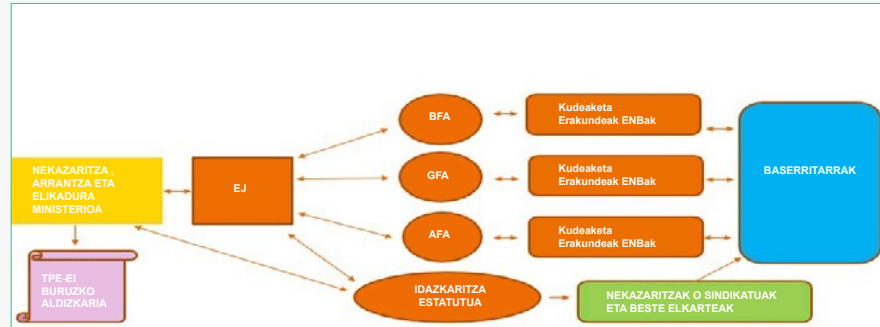 NEKAZARITZA ,
ARRANTZA ETA
ELIKADURA
MINISTERIOA
TPE-EI
BURUZKO
ALDIZKARIA
EJ
BFA
GFA
AFA
IDAZKARITZA
ESTATUTUA
Kudeaketa
Erakundeak ENBak
Kudeaketa
Erakundeak ENBak
Kudeaketa
Erakundeak ENBak
NEKAZARITZAK O SINDIKATUAK
ETA BESTE ELKARTEAK
BASERRITARRAK